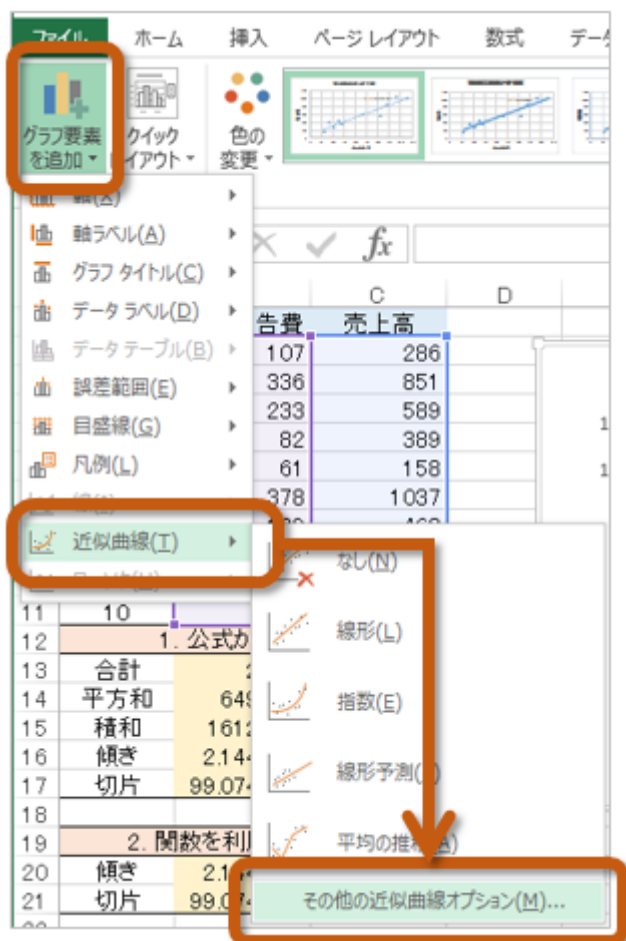 ファイル ホーム 挿入 ページ レイアウト 数式
グラフ要素
を追加
クイック
イアウト
色の
変更
軸(X)
軸ラベル(A)
グラフ タイトル(C)
データ ラベル(D)
データ テーブル(B)
誤差範囲(E)
目盛線(G)
凡例(L)
近似曲線(T)
fx
C D
告費 売上高
107 286
336 851
233 589
82 389
61 158
378 1037
なし(N)
線形(L)
指数(E)
線形予測
平均の推
その他の近似曲線オプション(M)...
11 10
12 1. 公式か
13 合計
14 平方和 649
15 積和 1612
16 傾き 2.144
17 切片 99.074
18
19 2. 関数を利
20 傾き
21 切片